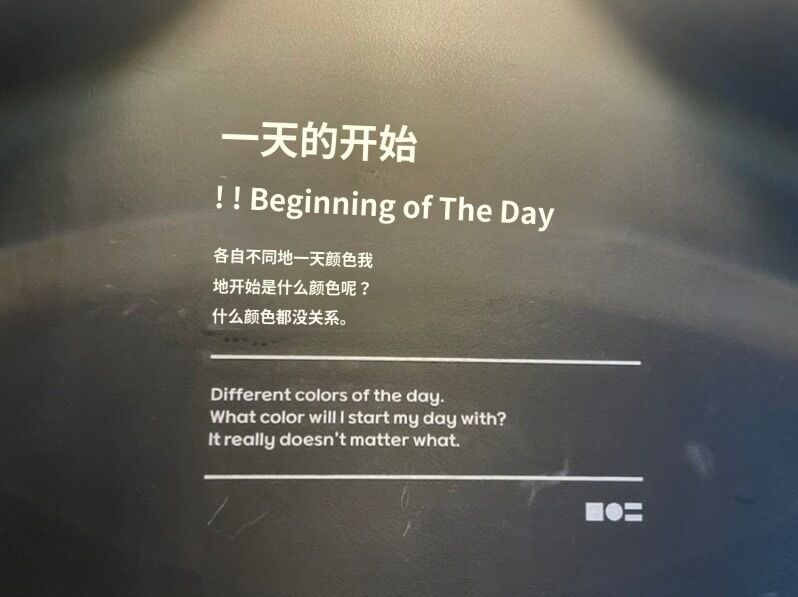 一天的开始
!! Beginning of The Day
各自不同地一天颜色我
地开始是什么颜色呢？
什么颜色都没关系。
Different colors of the day.
What color will I start my day with?
It really doesn't matter what.